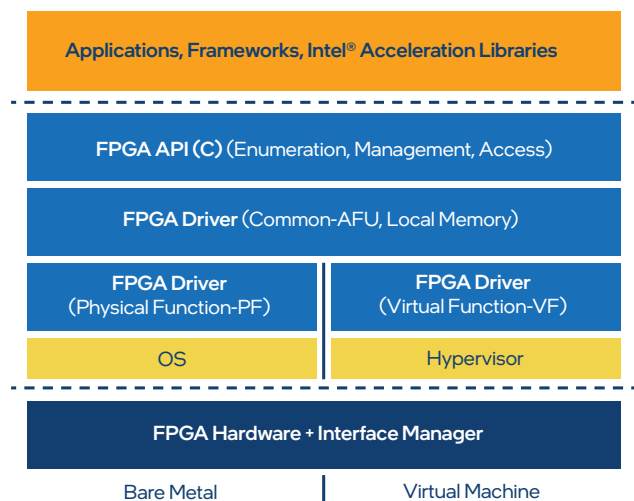 Applications, Frameworks, Intel® Acceleration Libraries
FPGA API (C) (Enumeration, Management, Access)
FPGA Driver (Common-AFU, Local Memory)
FPGA Driver
(Physical Function-PF)
FPGA Driver
(Virtual Function-VF)
OS
Hypervisor
FPGA Hardware + Interface Manager
Bare Metal
Virtual Machine